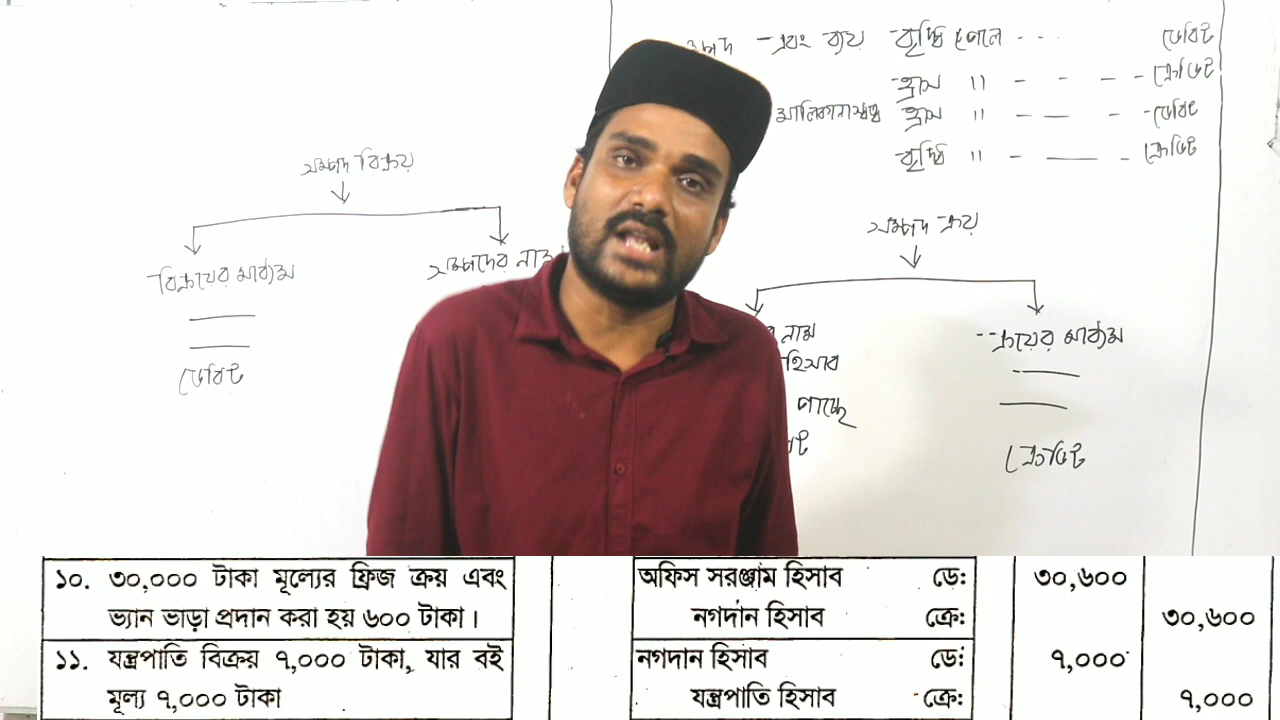 এবং ব্যয় বৃদ্ধি পেলে - - - ডেবিট
হ্রাস " - - - - ক্রেডিট
মালিকানাস্বত্ব হ্রাস " - — - - ডেবিট
বৃদ্ধি " - — - ক্রেডিট
সম্পদ বিক্রয়
বিক্রয়ের মাধ্যম
সম্পদের নাম
ডেবিট
সম্পদ ক্রয়
নাম
হিসাব
পাচ্ছে
ক্রয়ের মাধ্যম
ক্রেডিট
১০. ৩০,০০০ টাকা মূল্যের ফ্রিজ ক্রয় এবং
ভ্যান ভাড়া প্রদান করা হয় ৬০০ টাকা।
অফিস সরঞ্জাম হিসাব ডে: ৩০,৬০০
নগদান হিসাব ক্রে: ৩০,৬০০
১১. যন্ত্রপাতি বিক্রয় ৭,০০০ টাকা, যার বই
মূল্য ৭,০০০ টাকা
নগদান হিসাব ডে: ৭,০০০
যন্ত্রপাতি হিসাব ক্রে: ৭,০০০